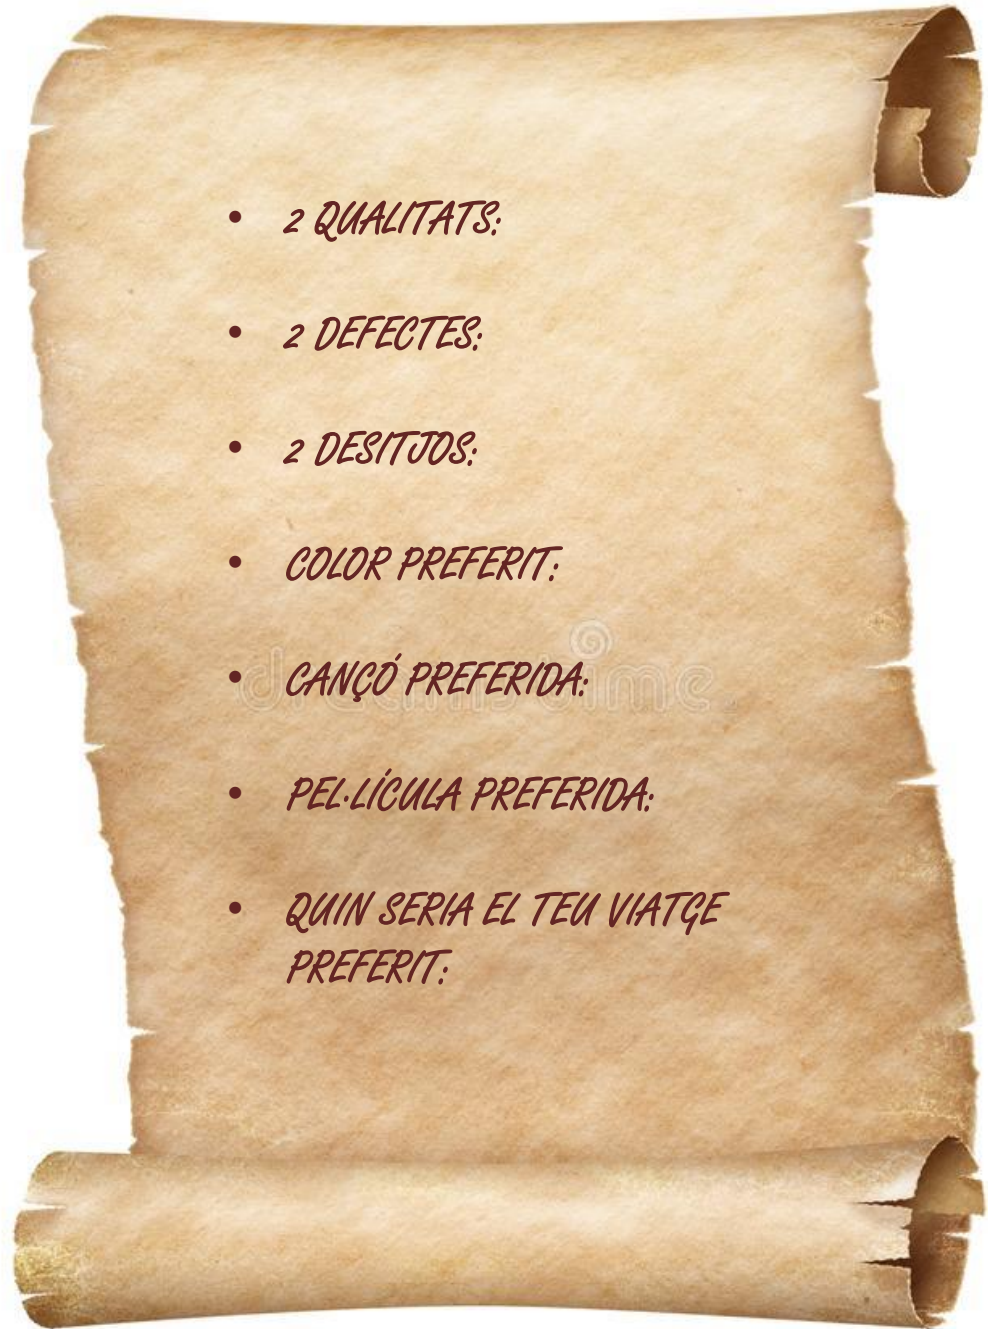 • 2 QUALITATS:
• 2 DEFECTES:
• 2 DESITJOS:
• COLOR PREFERIT:
• CANÇÓ PREFERIDA:
dreamstime
• PEL·LÍCULA PREFERIDA:
• QUIN SERIA EL TEU VIATGE
PREFERIT: